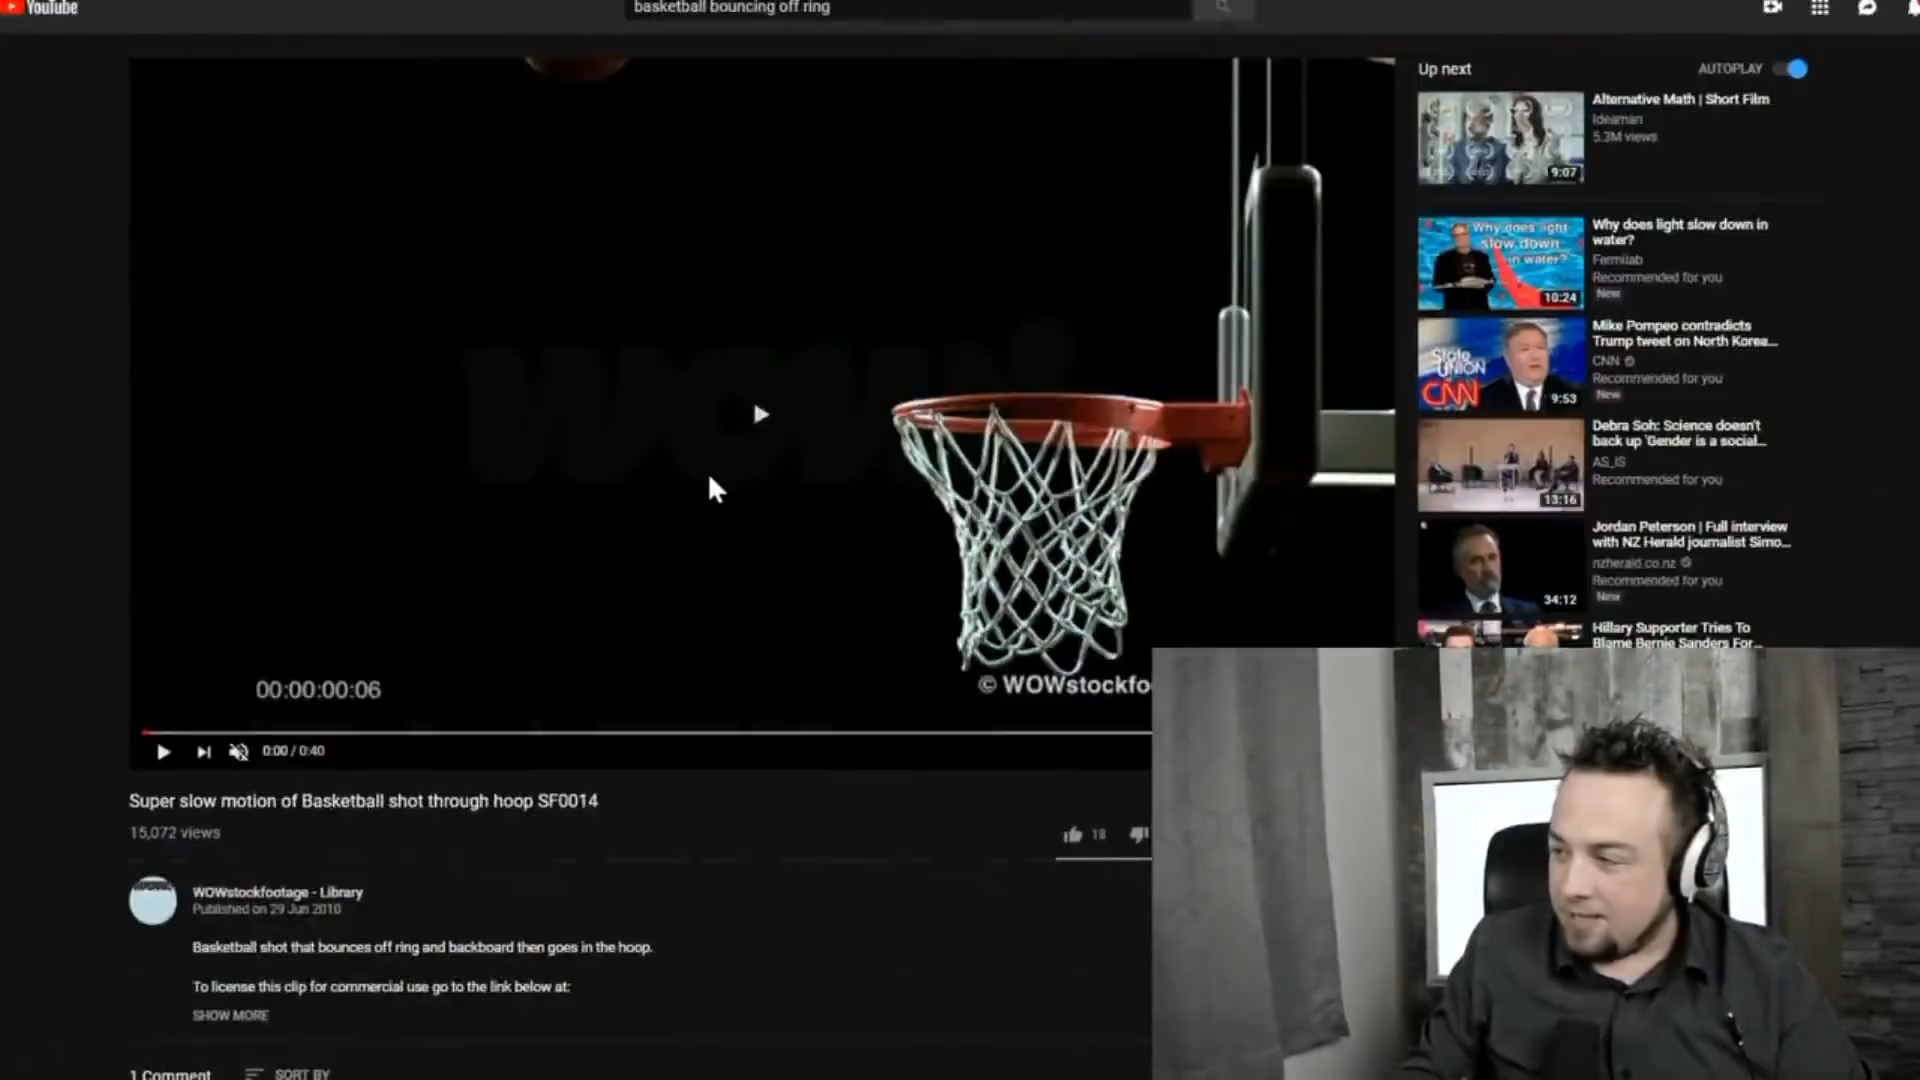 YouTube
basketball bouncing off ring
Up next
AUTOPLAY
Alternative Math | Short Film
Ideaman
5.3M views
9:07
Why does light slow down in water?
Why does light
slow down in
water?
Fermilab
Recommended for you
New
10:24
Mike Pompeo contradicts
Trump tweet on North Korea...
CNN
Recommended for you
New
State
UNION
CNN
9:53
Debra Soh: Science doesn't
back up 'Gender is a social...
AS_IS
Recommended for you
13:16
Jordan Peterson | Full interview
with NZ Herald journalist Simo...
nzherald.co.nz
Recommended for you
New
34:12
Hillary Supporter Tries To
Blame Bernie Sanders For...
00:00:00:06
© WOWstockfo
0:00 / 0:40
Super slow motion of Basketball shot through hoop SF0014
15,072 views
18
WOWstockfootage - Library
Published on 29 Jun 2010
Basketball shot that bounces off ring and backboard then goes in the hoop.
To license this clip for commercial use go to the link below at:
SHOW MORE
1 Comment
SORT BY